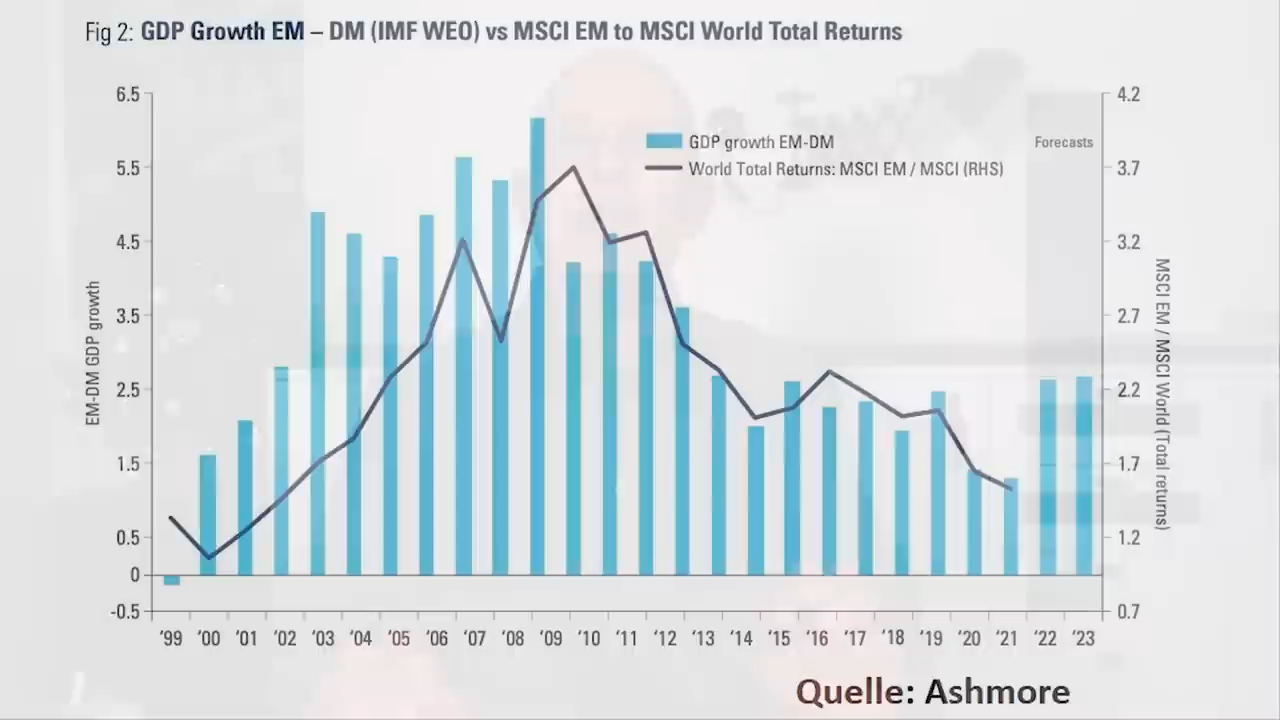 Fig 2: GDP Growth EM – DM (IMF WEO) vs MSCI EM to MSCI World Total Returns
6.5
5.5
4.5
3.5
2.5
1.5
0.5
0
-0.5
EM-DM GDP growth
GDP growth EM-DM
World Total Returns: MSCI EM / MSCI (RHS)
Forecasts
4.2
3.7
3.2
2.7
2.2
1.7
1.2
0.7
MSCI EM / MSCI World (Total returns)
'99 '00 '01 '02 '03 '04 '05 '06 '07 '08 '09 '10 '11 '12 '13 '14 '15 '16 '17 '18 '19 '20 '21 '22 '23
Quelle: Ashmore